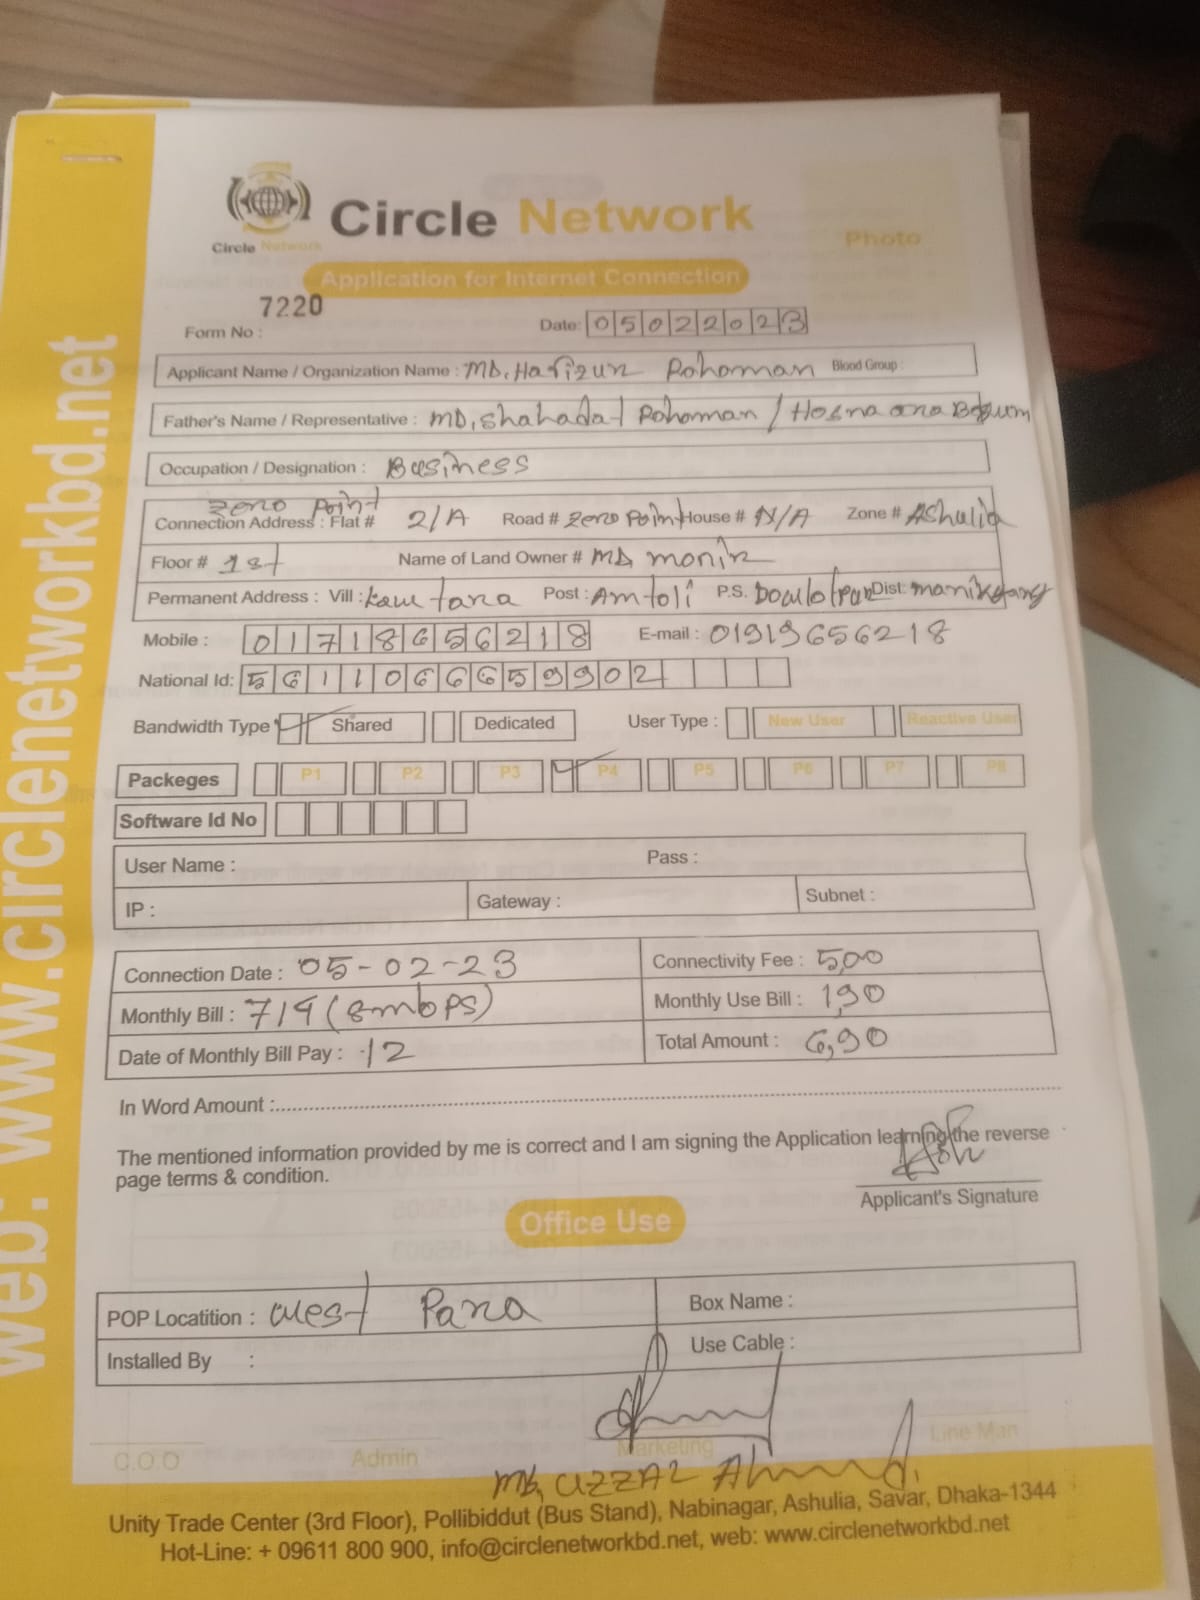 web: www.circlenetworkbd.net
Circle Network
Circle Network
Photo
Application for Internet Connection
Form No : 7220
Date: 05022023
Applicant Name / Organization Name : MD. Hafizur Rohoman Blood Group :
Father's Name / Representative : MD, Shahadat Rohoman / Hosna ara Begum
Occupation / Designation : Business
Zero Point
Connection Address : Flat # 2/A Road # Zero Point House # N/A Zone # Ashulia
Floor # 1st Name of Land Owner # MD monir
Permanent Address : Vill : Post : Amtoli P.S. Dist:
Mobile : 01718656218 E-mail : 01919656218
National Id: 5611066659902
Bandwidth Type Shared Dedicated User Type : New User Reactive User
Packeges P1 P2 P3 P4 P5 P6 P7 P8
Software Id No
User Name : Pass :
IP : Gateway : Subnet :
Connection Date : 05-02-23 Connectivity Fee : 500
Monthly Bill : 714 (8mbps) Monthly Use Bill : 190
Date of Monthly Bill Pay : 12 Total Amount : 690
In Word Amount :
The mentioned information provided by me is correct and I am signing the Application learning the reverse
page terms & condition.
Applicant's Signature
Office Use
POP Locatition : West Para Box Name :
Installed By : Use Cable :
C.O.O Admin Marketing Line Man
MD, UZZAL Ahmed.
Unity Trade Center (3rd Floor), Pollibiddut (Bus Stand), Nabinagar, Ashulia, Savar, Dhaka-1344
Hot-Line: + 09611 800 900, info@circlenetworkbd.net, web: www.circlenetworkbd.net